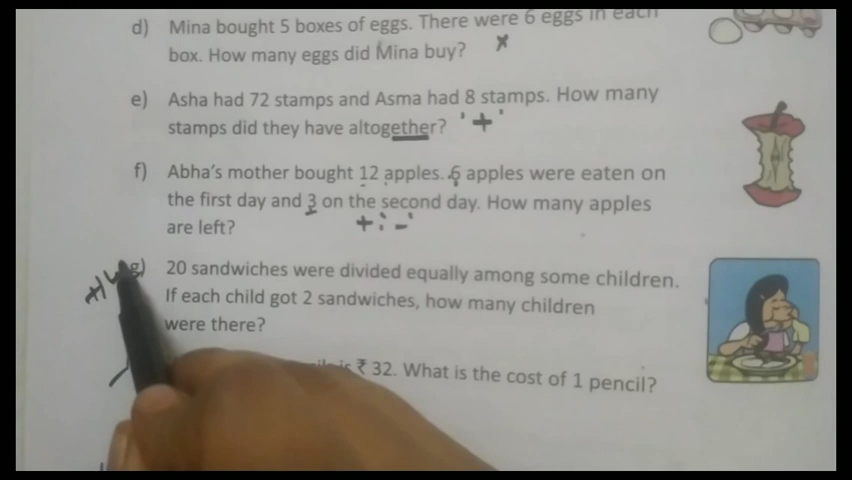 d) Mina bought 5 boxes of eggs. There were 6 eggs in each
box. How many eggs did Mina buy? ×
e) Asha had 72 stamps and Asma had 8 stamps. How many
stamps did they have altogether? '+'
f) Abha's mother bought 12 apples. 6 apples were eaten on
the first day and 3 on the second day. How many apples
are left? + : -
g) 20 sandwiches were divided equally among some children.
If each child got 2 sandwiches, how many children
were there?
is ₹ 32. What is the cost of 1 pencil?